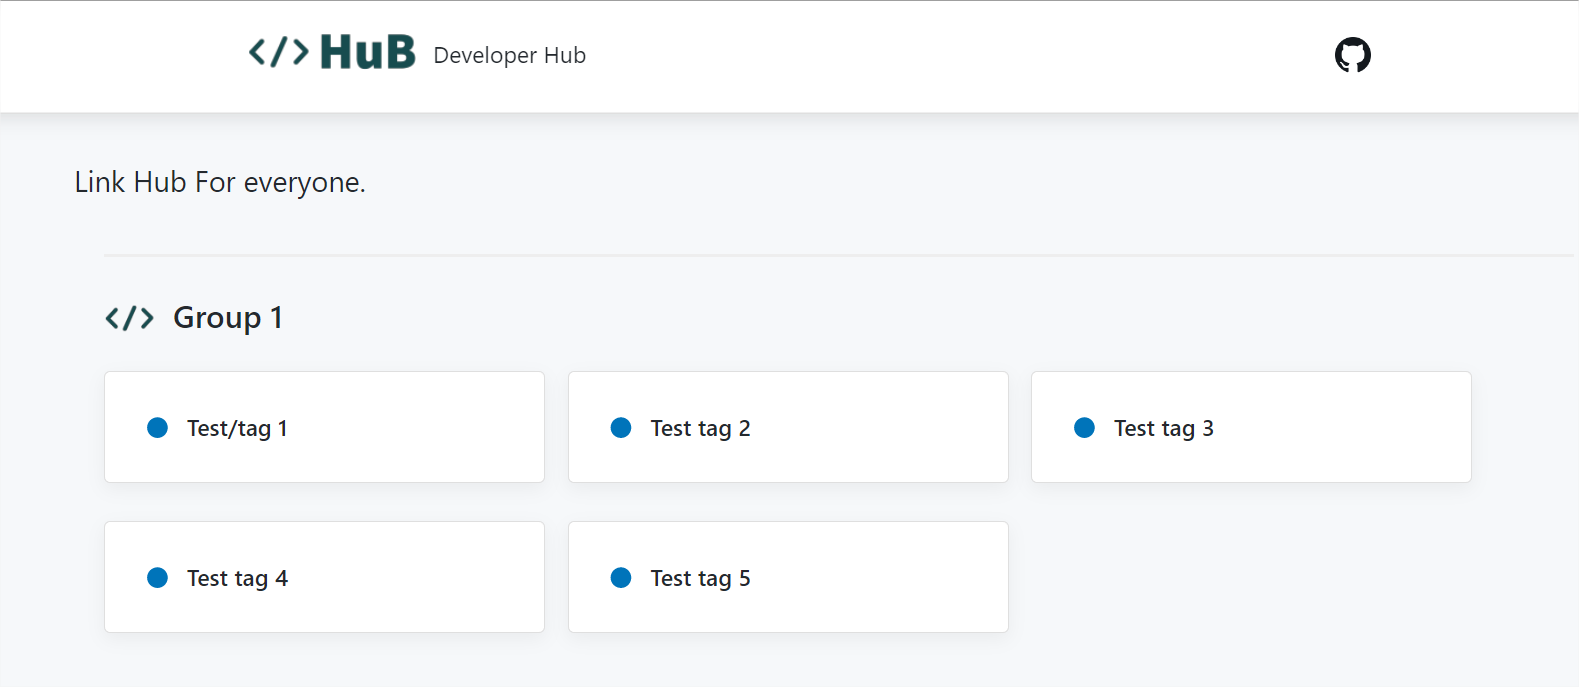 </> HuB Developer Hub
Link Hub For everyone.
</> Group 1
Test/tag 1
Test tag 2
Test tag 3
Test tag 4
Test tag 5